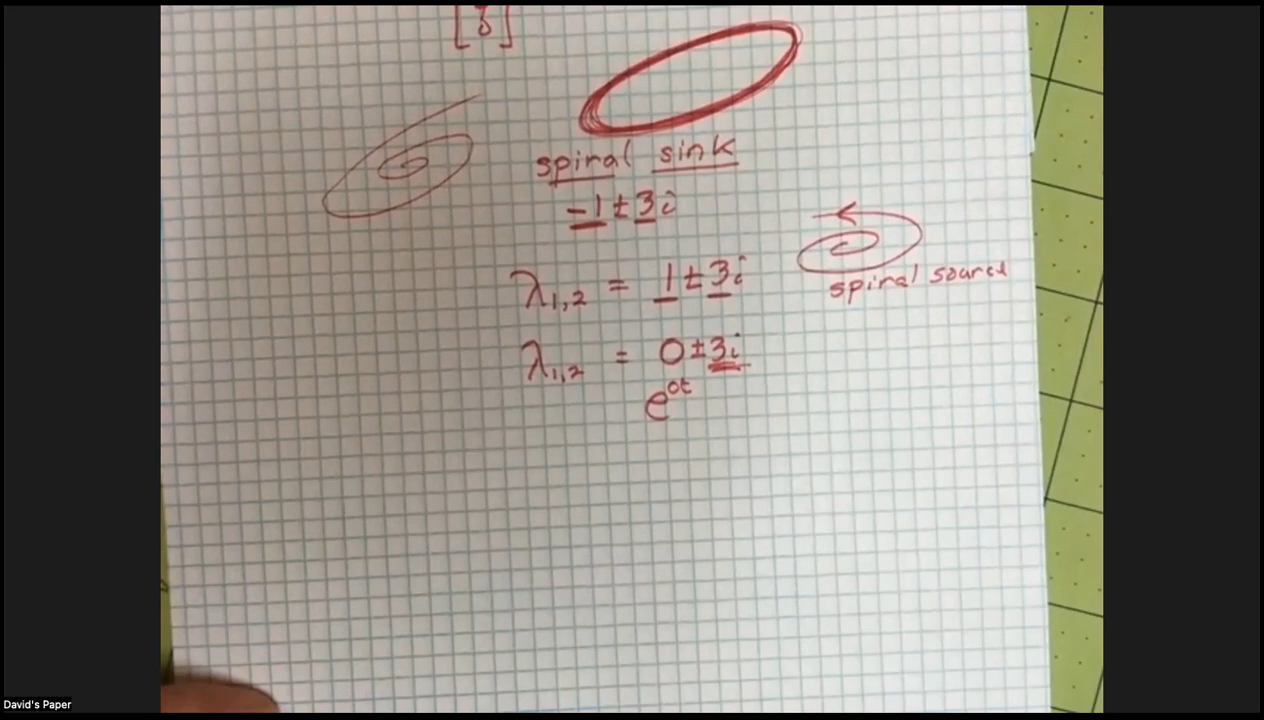 spiral sink
-1 ± 3i
λ1,2 = 1 ± 3i
spiral source
λ1,2 = 0 ± 3i
e^0t
David's Paper